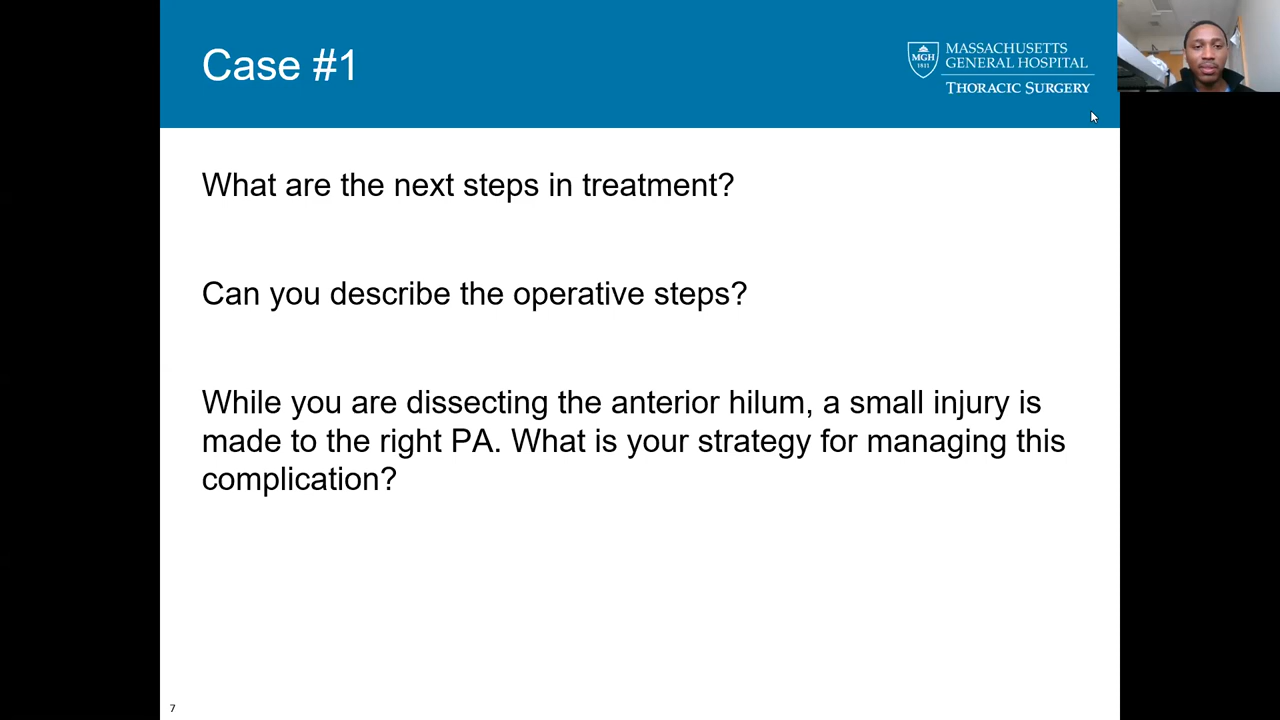 Case #1
MASSACHUSETTS
GENERAL HOSPITAL
THORACIC SURGERY
MGH
1811
What are the next steps in treatment?
Can you describe the operative steps?
While you are dissecting the anterior hilum, a small injury is
made to the right PA. What is your strategy for managing this
complication?
7